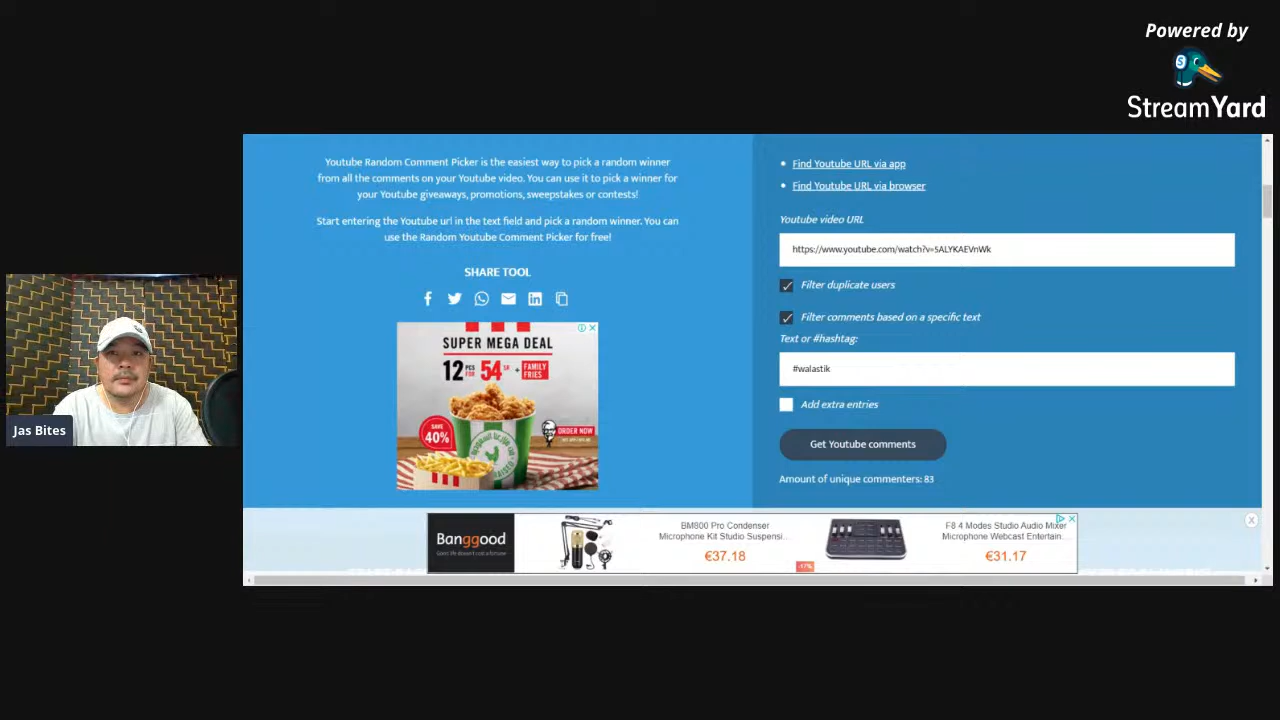 Powered by
StreamYard
Youtube Random Comment Picker is the easiest way to pick a random winner
from all the comments on your Youtube video. You can use it to pick a winner for
your Youtube giveaways, promotions, sweepstakes or contests!
Start entering the Youtube url in the text field and pick a random winner. You can
use the Random Youtube Comment Picker for free!
SHARE TOOL
SUPER MEGA DEAL
12 PCS FOR 54 SR + FAMILY FRIES
SAVE 40%
ORDER NOW
Find Youtube URL via app
Find Youtube URL via browser
Youtube video URL
https://www.youtube.com/watch?v=5ALYKAEVnWk
Filter duplicate users
Filter comments based on a specific text
Text or #hashtag:
#walastik
Add extra entries
Get Youtube comments
Amount of unique commenters: 83
Jas Bites
Banggood
BM800 Pro Condenser
Microphone Kit Studio Suspensi...
€37.18
-17%
F8 4 Modes Studio Audio Mixer
Microphone Webcast Entertain...
€31.17